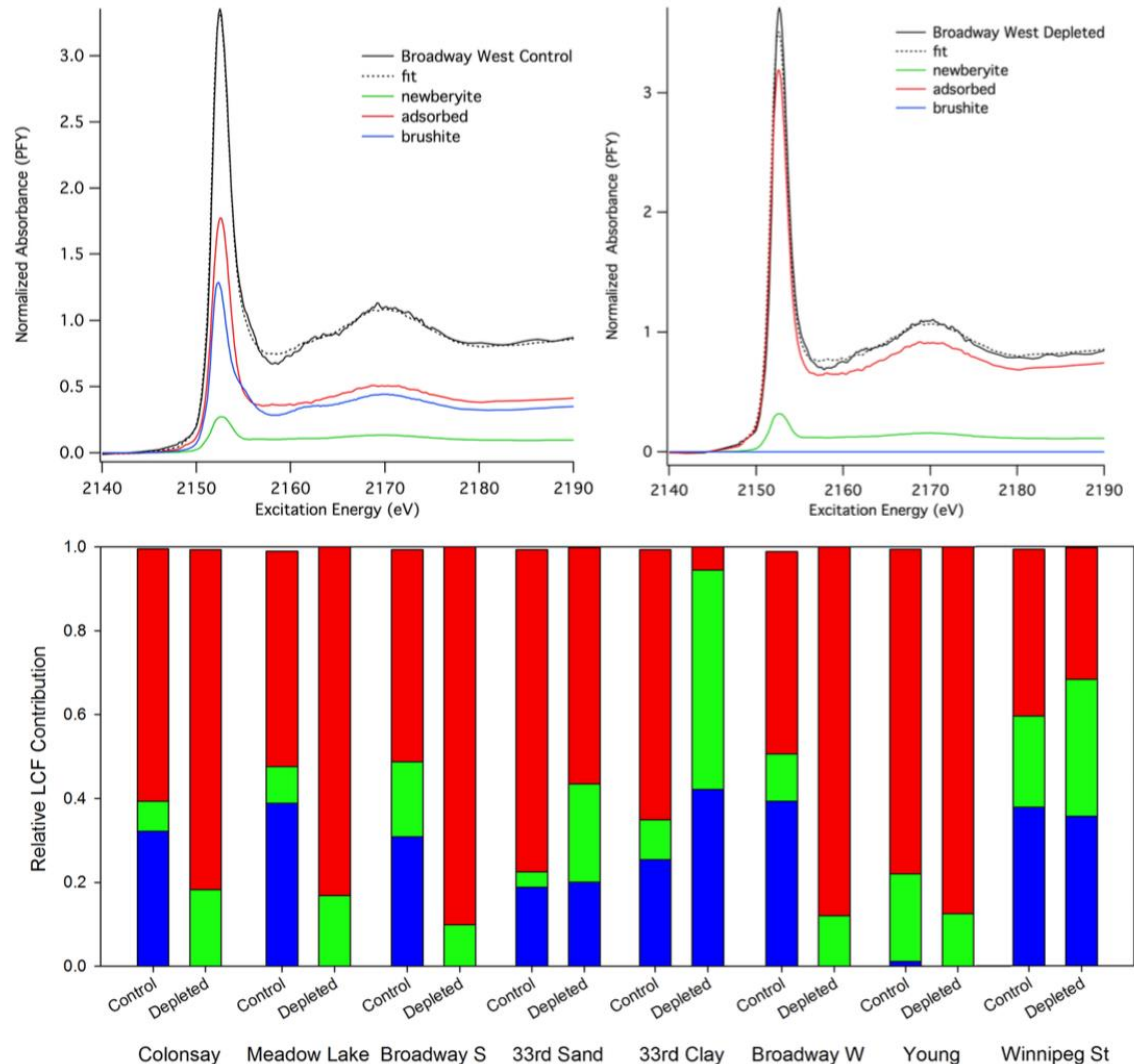 Normalized Absorbance (PFY)
3.0
2.5
2.0
1.5
1.0
0.5
0.0
Broadway West Control
fit
newberyite
adsorbed
brushite
2140 2150 2160 2170 2180 2190
Excitation Energy (eV)
Normalized Absorbance (PFY)
3
2
1
0
Broadway West Depleted
fit
newberyite
adsorbed
brushite
2140 2150 2160 2170 2180 2190
Excitation Energy (eV)
Relative LCF Contribution
1.0
0.8
0.6
0.4
0.2
0.0
Control Depleted Control Depleted Control Depleted Control Depleted Control Depleted Control Depleted Control Depleted Control Depleted
Colonsay Meadow Lake Broadway S 33rd Sand 33rd Clay Broadway W Young Winnipeg St